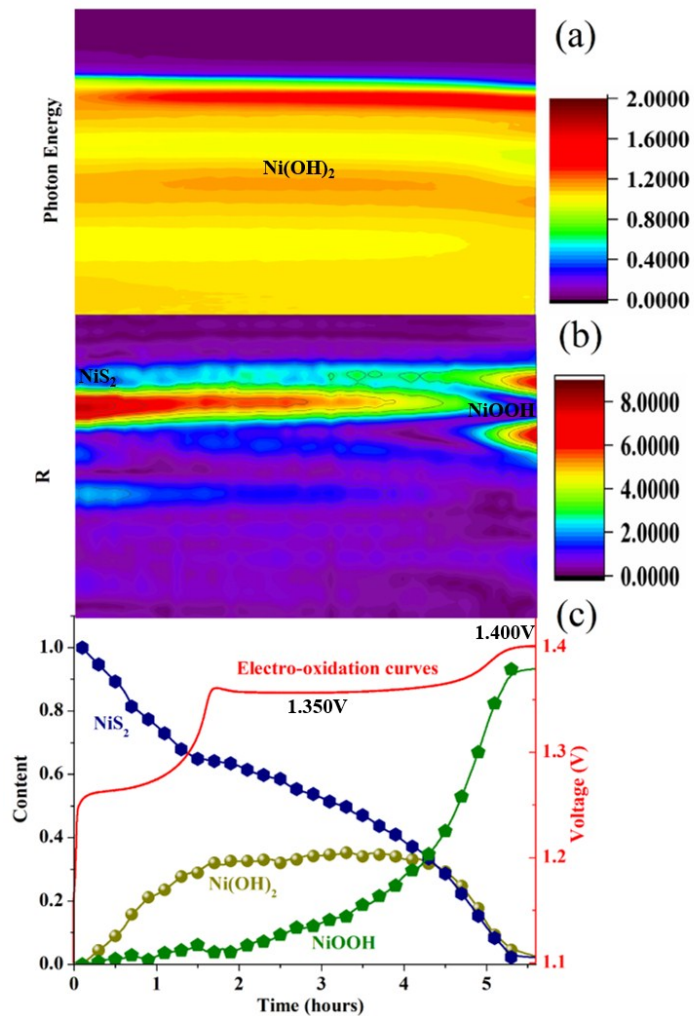 (a)
Photon Energy
Ni(OH)2
2.0000
1.6000
1.2000
0.8000
0.4000
0.0000
(b)
NiS2
NiOOH
R
8.0000
6.0000
4.0000
2.0000
0.0000
(c)
1.400V
1.0
0.8
0.6
0.4
0.2
0.0
Content
Electro-oxidation curves
1.350V
NiS2
Ni(OH)2
NiOOH
1.4
1.3
1.2
1.1
Voltage (V)
0 1 2 3 4 5
Time (hours)